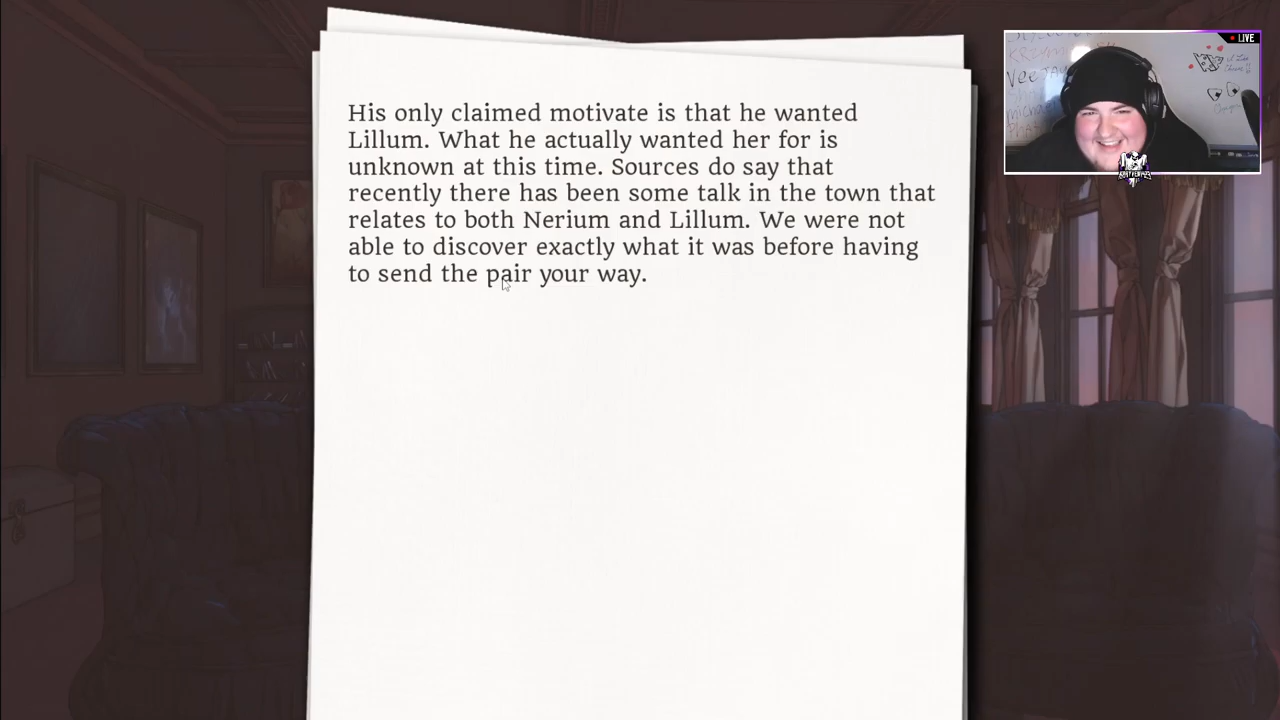 His only claimed motivate is that he wanted
Lillum. What he actually wanted her for is
unknown at this time. Sources do say that
recently there has been some talk in the town that
relates to both Nerium and Lillum. We were not
able to discover exactly what it was before having
to send the pair your way.
LIVE